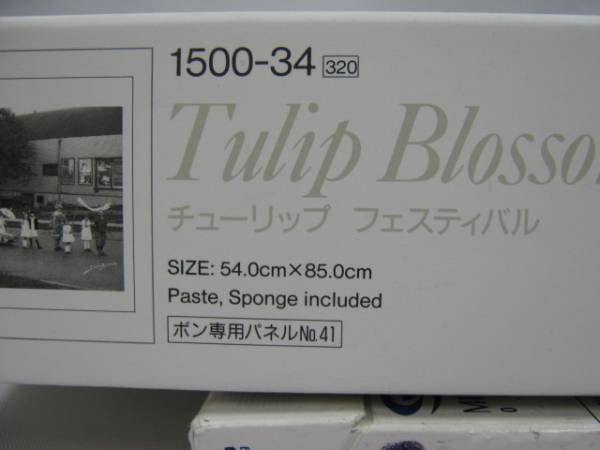 1500-34 320
Tulip Blosso
チューリップ フェスティバル
SIZE: 54.0cm×85.0cm
Paste, Sponge included
ボン専用パネルNo.41